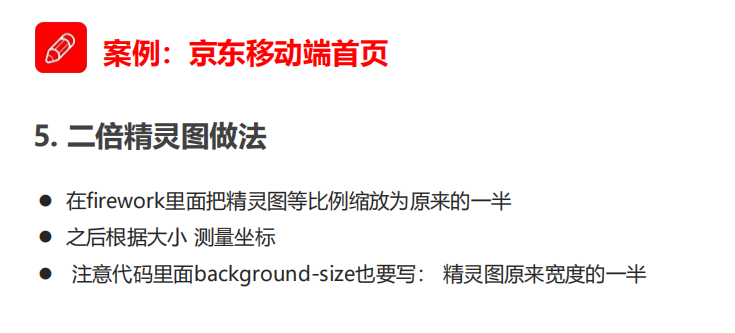 案例：京东移动端首页
5. 二倍精灵图做法
● 在firework里面把精灵图等比例缩放为原来的一半
● 之后根据大小 测量坐标
● 注意代码里面background-size也要写： 精灵图原来宽度的一半